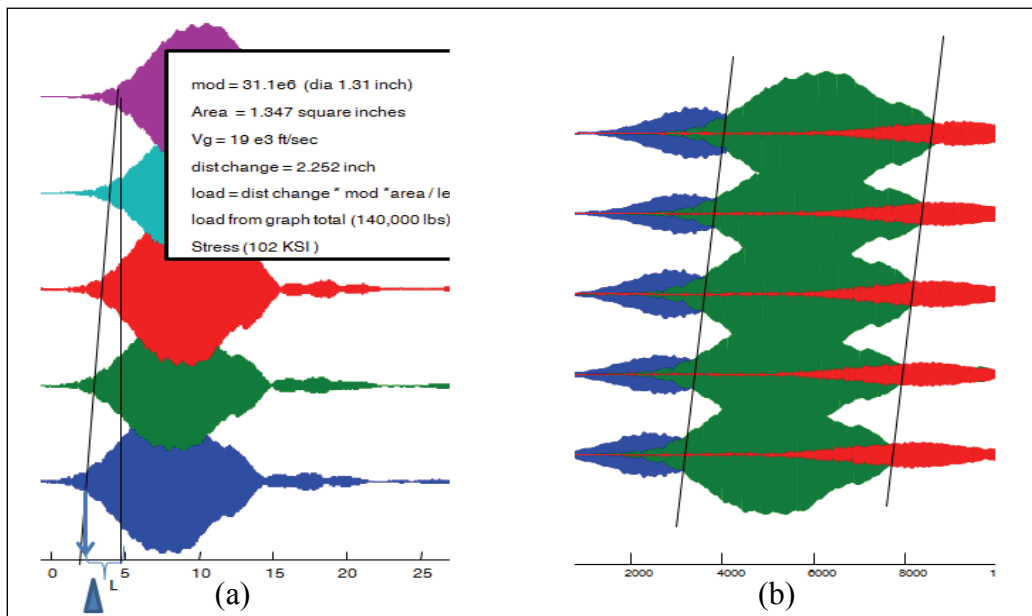 mod = 31.1e6 (dia 1.31 inch)
Area = 1.347 square inches
Vg = 19 e3 ft/sec
dist change = 2.252 inch
load = dist change * mod *area / le
load from graph total (140,000 lbs)
Stress (102 KSI )
0 5 10 15 20 25
L
(a)
2000 4000 6000 8000 1
(b)